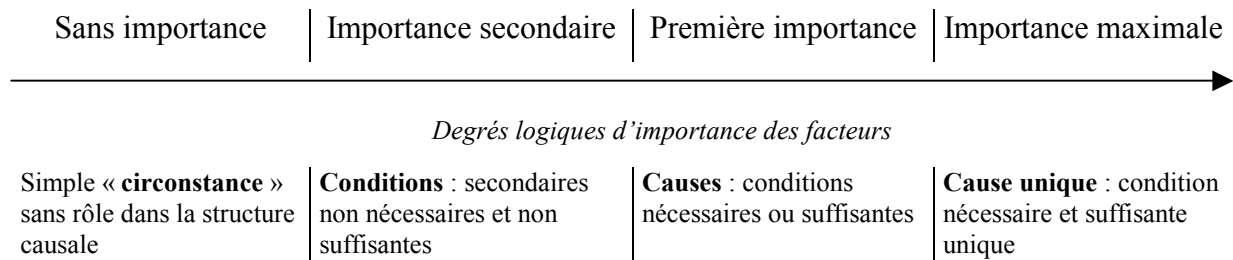 Sans importance
Importance secondaire
Première importance
Importance maximale
Degrés logiques d’importance des facteurs
Simple « circonstance »
sans rôle dans la structure
causale
Conditions : secondaires
non nécessaires et non
suffisantes
Causes : conditions
nécessaires ou suffisantes
Cause unique : condition
nécessaire et suffisante
unique